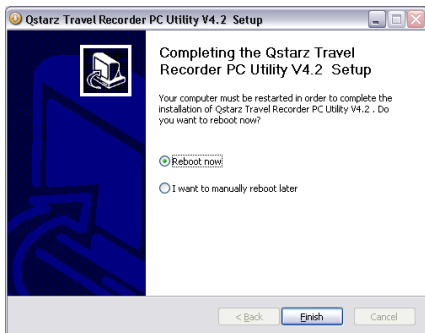 Qstarz Travel Recorder PC Utility V4.2 Setup
Completing the Qstarz Travel
Recorder PC Utility V4.2 Setup
Your computer must be restarted in order to complete the
installation of Qstarz Travel Recorder PC Utility V4.2 . Do
you want to reboot now?
Reboot now
I want to manually reboot later
< Back
Finish
Cancel